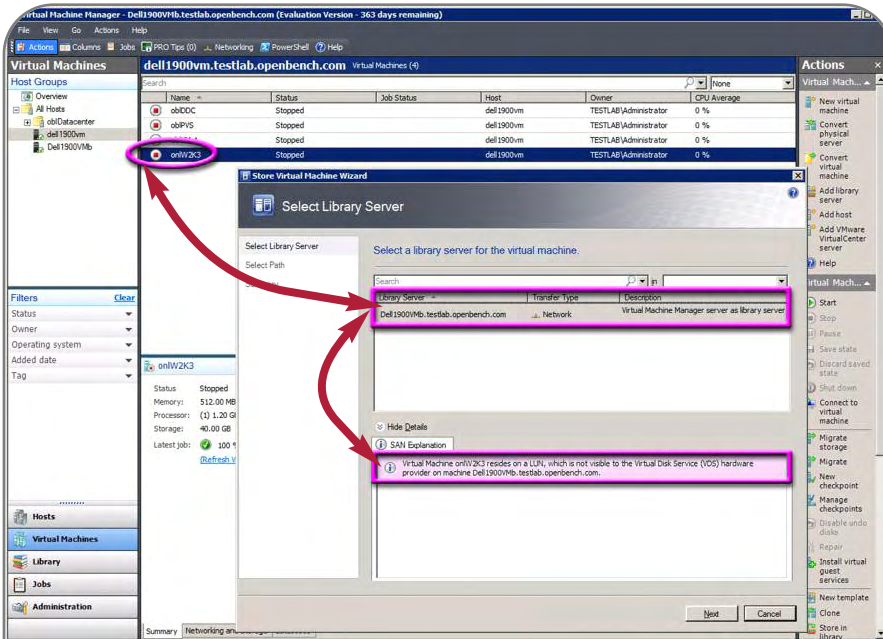 Virtual Machine Manager - Dell1900VMb.testlab.openbench.com (Evaluation Version - 363 days remaining)
File View Go Actions Help
Actions Columns Jobs PRO Tips (0) Networking PowerShell Help
Virtual Machines
dell1900vm.testlab.openbench.com Virtual Machines (4)
Actions
Host Groups
Overview
All Hosts
oblDatacenter
dell1900vm
Dell1900VMb
Search
None
Name Status Job Status Host Owner CPU Average
oblDDC Stopped dell1900vm TESTLAB\Administrator 0 %
oblPVS Stopped dell1900vm TESTLAB\Administrator 0 %
Stopped dell1900vm TESTLAB\Administrator 0 %
onlW2K3 Stopped dell1900vm TESTLAB\Administrator 0 %
Store Virtual Machine Wizard
Select Library Server
Select Library Server
Select Path
Select a library server for the virtual machine.
Search
in
Library Server Transfer Type Description
Dell1900VMb.testlab.openbench.com Network Virtual Machine Manager server as library server
Hide Details
SAN Explanation
Virtual Machine onlW2K3 resides on a LUN, which is not visible to the Virtual Disk Service (VDS) hardware
provider on machine Dell1900VMb.testlab.openbench.com.
Next Cancel
Filters Clear
Status
Owner
Operating system
Added date
Tag
onlW2K3
Status Stopped
Memory: 512.00 MB
Processor: (1) 1.20 G
Storage: 40.00 GB
Latest job: 100 %
(Refresh V
Hosts
Virtual Machines
Library
Jobs
Administration
Summary Networking and
Virtual Mach...
New virtual
machine
Convert
physical
server
Convert
virtual
machine
Add library
server
Add host
Add VMware
VirtualCenter
server
Help
Virtual Mach...
Start
Stop
Pause
Save state
Discard saved
state
Shut down
Connect to
virtual
machine
Migrate
storage
Migrate
New
checkpoint
Manage
checkpoints
Disable undo
disks
Repair
Install virtual
guest
services
New template
Clone
Store in
library